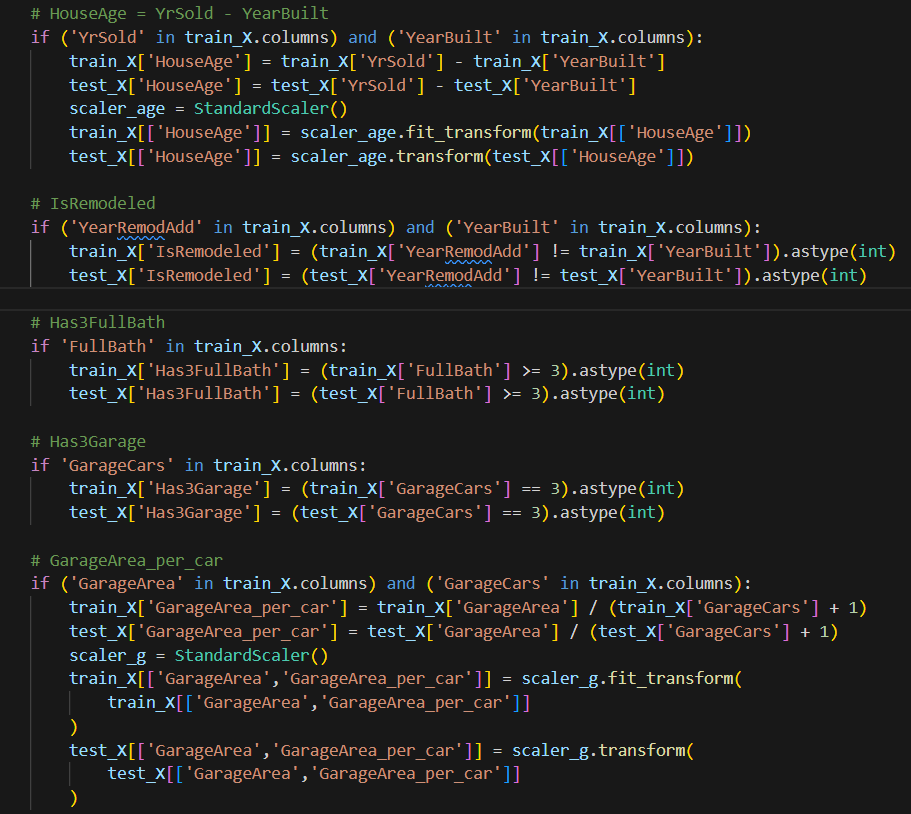 # HouseAge = YrSold - YearBuilt
if ('YrSold' in train_X.columns) and ('YearBuilt' in train_X.columns):
    train_X['HouseAge'] = train_X['YrSold'] - train_X['YearBuilt']
    test_X['HouseAge'] = test_X['YrSold'] - test_X['YearBuilt']
    scaler_age = StandardScaler()
    train_X[['HouseAge']] = scaler_age.fit_transform(train_X[['HouseAge']])
    test_X[['HouseAge']] = scaler_age.transform(test_X[['HouseAge']])

# IsRemodeled
if ('YearRemodAdd' in train_X.columns) and ('YearBuilt' in train_X.columns):
    train_X['IsRemodeled'] = (train_X['YearRemodAdd'] != train_X['YearBuilt']).astype(int)
    test_X['IsRemodeled'] = (test_X['YearRemodAdd'] != test_X['YearBuilt']).astype(int)

# Has3FullBath
if 'FullBath' in train_X.columns:
    train_X['Has3FullBath'] = (train_X['FullBath'] >= 3).astype(int)
    test_X['Has3FullBath'] = (test_X['FullBath'] >= 3).astype(int)

# Has3Garage
if 'GarageCars' in train_X.columns:
    train_X['Has3Garage'] = (train_X['GarageCars'] == 3).astype(int)
    test_X['Has3Garage'] = (test_X['GarageCars'] == 3).astype(int)

# GarageArea_per_car
if ('GarageArea' in train_X.columns) and ('GarageCars' in train_X.columns):
    train_X['GarageArea_per_car'] = train_X['GarageArea'] / (train_X['GarageCars'] + 1)
    test_X['GarageArea_per_car'] = test_X['GarageArea'] / (test_X['GarageCars'] + 1)
    scaler_g = StandardScaler()
    train_X[['GarageArea','GarageArea_per_car']] = scaler_g.fit_transform(
        train_X[['GarageArea','GarageArea_per_car']]
    )
    test_X[['GarageArea','GarageArea_per_car']] = scaler_g.transform(
        test_X[['GarageArea','GarageArea_per_car']]
    )